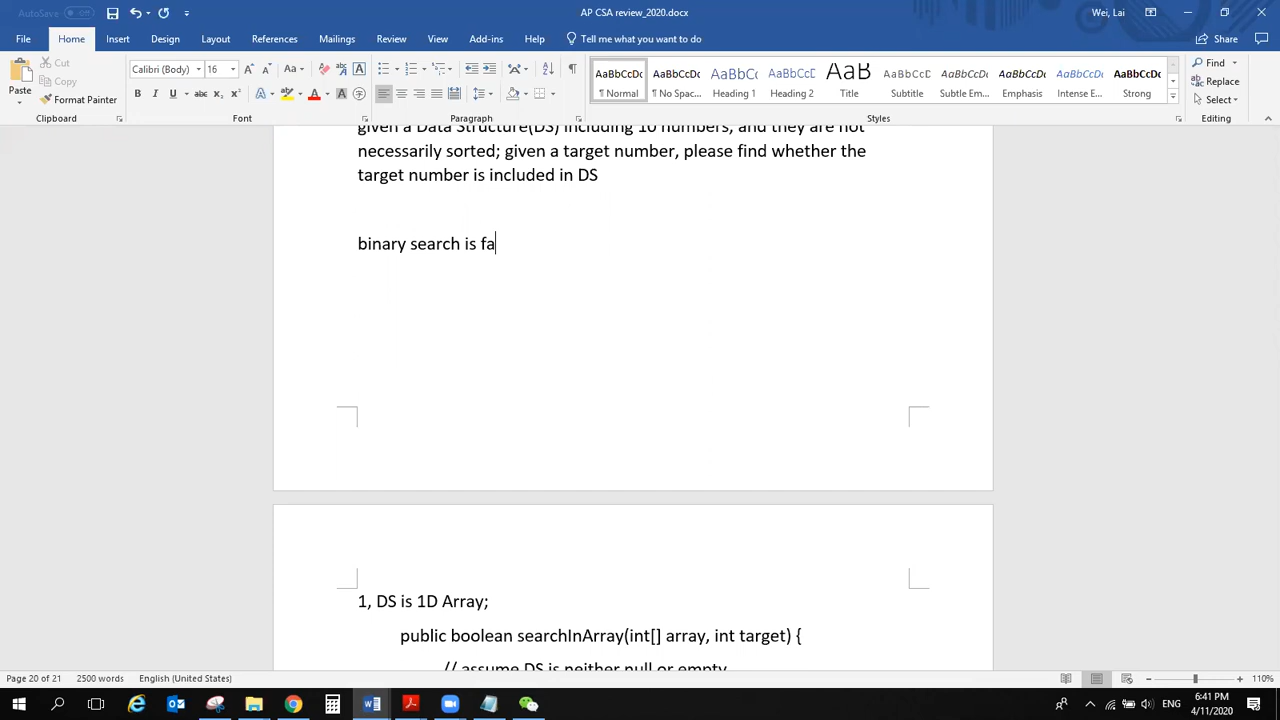 AutoSave Off
AP CSA review_2020.docx
Wei, Lai
File Home Insert Design Layout References Mailings Review View Add-ins Help Tell me what you want to do Share
Paste
Cut
Copy
Format Painter
Calibri (Body) 16
AaBbCcDc AaBbCcDc AaBbCc AaBbCcD AaB AaBbCcD AaBbCcDc AaBbCcDc AaBbCcDc AaBbCcDc
¶ Normal ¶ No Spac... Heading 1 Heading 2 Title Subtitle Subtle Em... Emphasis Intense E... Strong
Find
Replace
Select
Clipboard Font Paragraph Styles Editing
given a Data Structure(DS) including 10 numbers, and they are not
necessarily sorted; given a target number, please find whether the
target number is included in DS
binary search is fa
1, DS is 1D Array;
public boolean searchInArray(int[] array, int target) {
// assume DS is neither null or empty
Page 20 of 21 2500 words English (United States) 110%
ENG
6:41 PM
4/11/2020